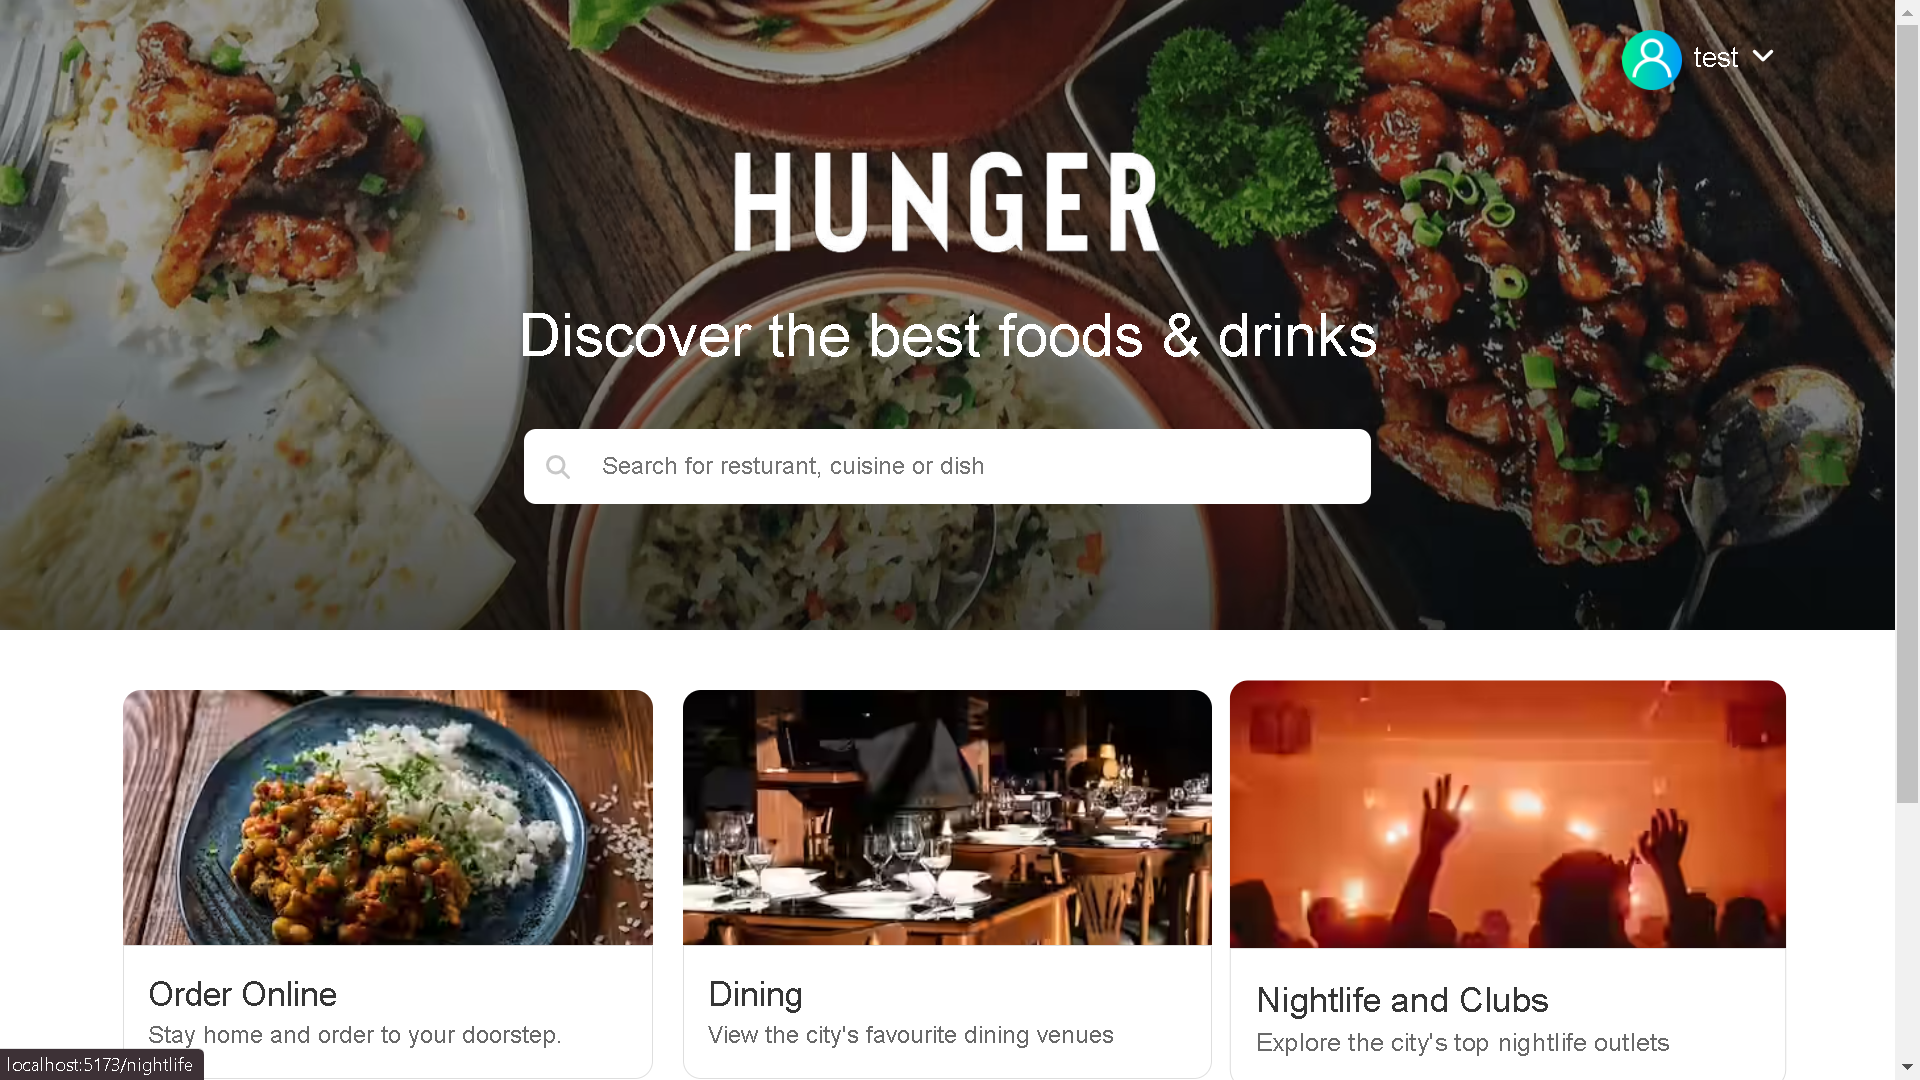 test
HUNGER
Discover the best foods & drinks
Search for resturant, cuisine or dish
Order Online
Stay home and order to your doorstep.
Dining
View the city's favourite dining venues
Nightlife and Clubs
Explore the city's top nightlife outlets
localhost:5173/nightlife